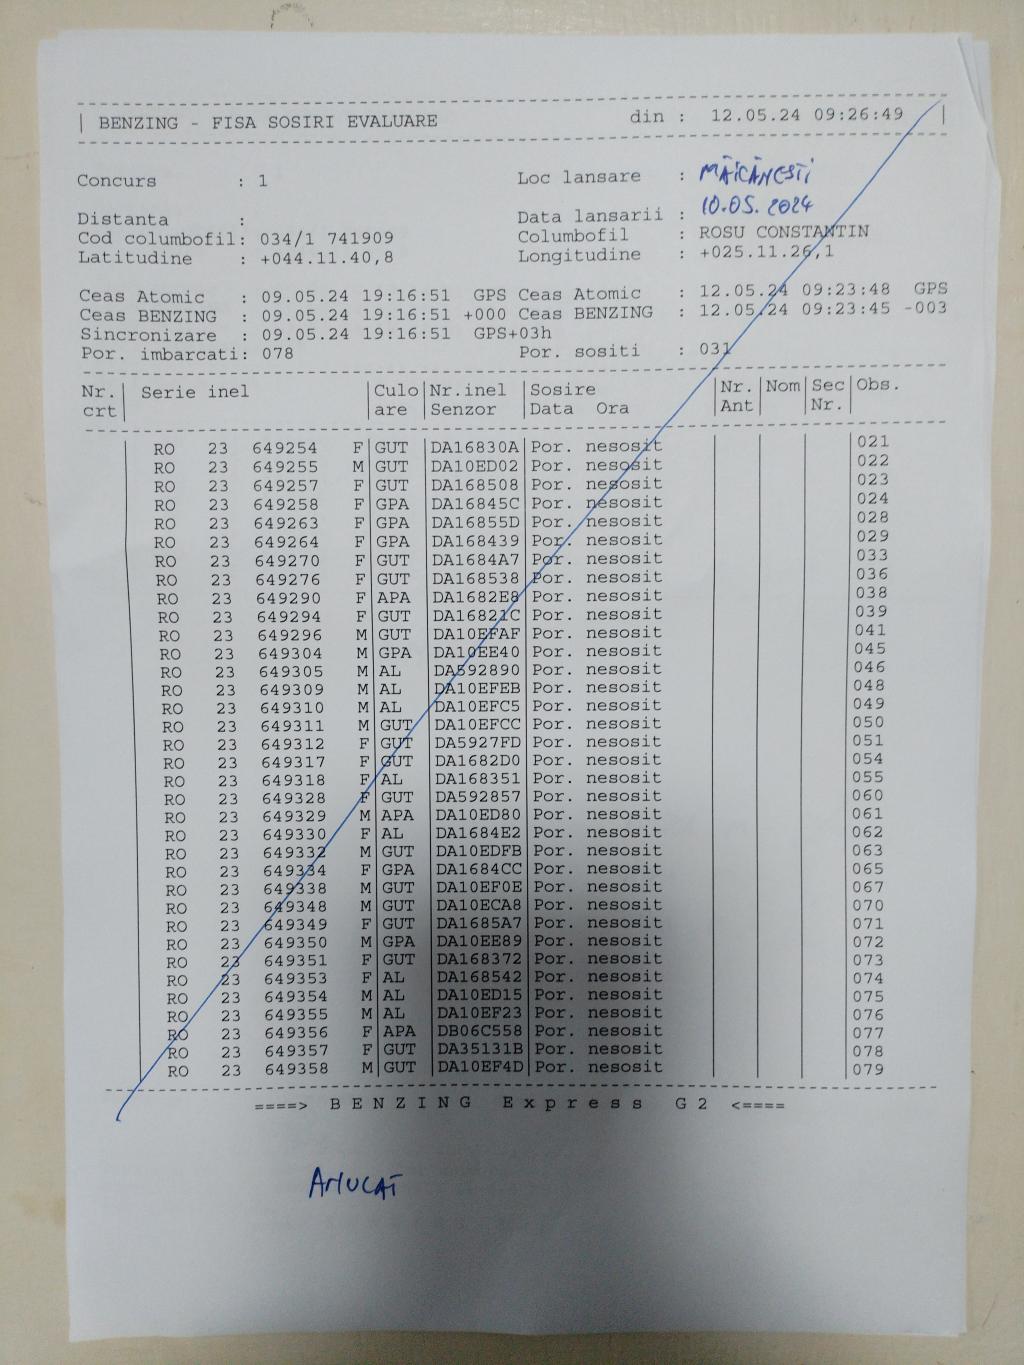 | BENZING - FISA SOSIRI EVALUARE din : 12.05.24 09:26:49 |
Concurs : 1 Loc lansare : MĂICĂNEȘTI
Distanta : Data lansarii : 10.05.2024
Cod columbofil: 034/1 741909 Columbofil : ROSU CONSTANTIN
Latitudine : +044.11.40,8 Longitudine : +025.11.26,1
Ceas Atomic : 09.05.24 19:16:51 GPS Ceas Atomic : 12.05.24 09:23:48 GPS
Ceas BENZING : 09.05.24 19:16:51 +000 Ceas BENZING : 12.05.24 09:23:45 -003
Sincronizare : 09.05.24 19:16:51 GPS+03h
Por. imbarcati: 078 Por. sositi : 031
Nr. | Serie inel |Culo |Nr.inel |Sosire |Nr. |Nom |Sec |Obs.
crt | |are |Senzor |Data Ora |Ant | |Nr. |
RO 23 649254 F GUT DA16830A Por. nesosit 021
RO 23 649255 M GUT DA10ED02 Por. nesosit 022
RO 23 649257 F GUT DA168508 Por. nesosit 023
RO 23 649258 F GPA DA16845C Por. nesosit 024
RO 23 649263 F GPA DA16855D Por. nesosit 028
RO 23 649264 F GPA DA168439 Por. nesosit 029
RO 23 649270 F GUT DA1684A7 Por. nesosit 033
RO 23 649276 F GUT DA168538 Por. nesosit 036
RO 23 649290 F APA DA1682E8 Por. nesosit 038
RO 23 649294 F GUT DA16821C Por. nesosit 039
RO 23 649296 M GUT DA10EFAF Por. nesosit 041
RO 23 649304 M GPA DA10EE40 Por. nesosit 045
RO 23 649305 M AL DA592890 Por. nesosit 046
RO 23 649309 M AL DA10EFEB Por. nesosit 048
RO 23 649310 M AL DA10EFC5 Por. nesosit 049
RO 23 649311 M GUT DA10EFCC Por. nesosit 050
RO 23 649312 F GUT DA5927FD Por. nesosit 051
RO 23 649317 F GUT DA1682D0 Por. nesosit 054
RO 23 649318 F AL DA168351 Por. nesosit 055
RO 23 649328 F GUT DA592857 Por. nesosit 060
RO 23 649329 M APA DA10ED80 Por. nesosit 061
RO 23 649330 F AL DA1684E2 Por. nesosit 062
RO 23 649332 M GUT DA10EDFB Por. nesosit 063
RO 23 649334 F GPA DA1684CC Por. nesosit 065
RO 23 649338 M GUT DA10EF0E Por. nesosit 067
RO 23 649348 M GUT DA10ECA8 Por. nesosit 070
RO 23 649349 F GUT DA1685A7 Por. nesosit 071
RO 23 649350 M GPA DA10EE89 Por. nesosit 072
RO 23 649351 F GUT DA168372 Por. nesosit 073
RO 23 649353 F AL DA168542 Por. nesosit 074
RO 23 649354 M AL DA10ED15 Por. nesosit 075
RO 23 649355 M AL DA10EF23 Por. nesosit 076
RO 23 649356 F APA DB06C558 Por. nesosit 077
RO 23 649357 F GUT DA35131B Por. nesosit 078
RO 23 649358 M GUT DA10EF4D Por. nesosit 079
====> B E N Z I N G E x p r e s s G 2 <====